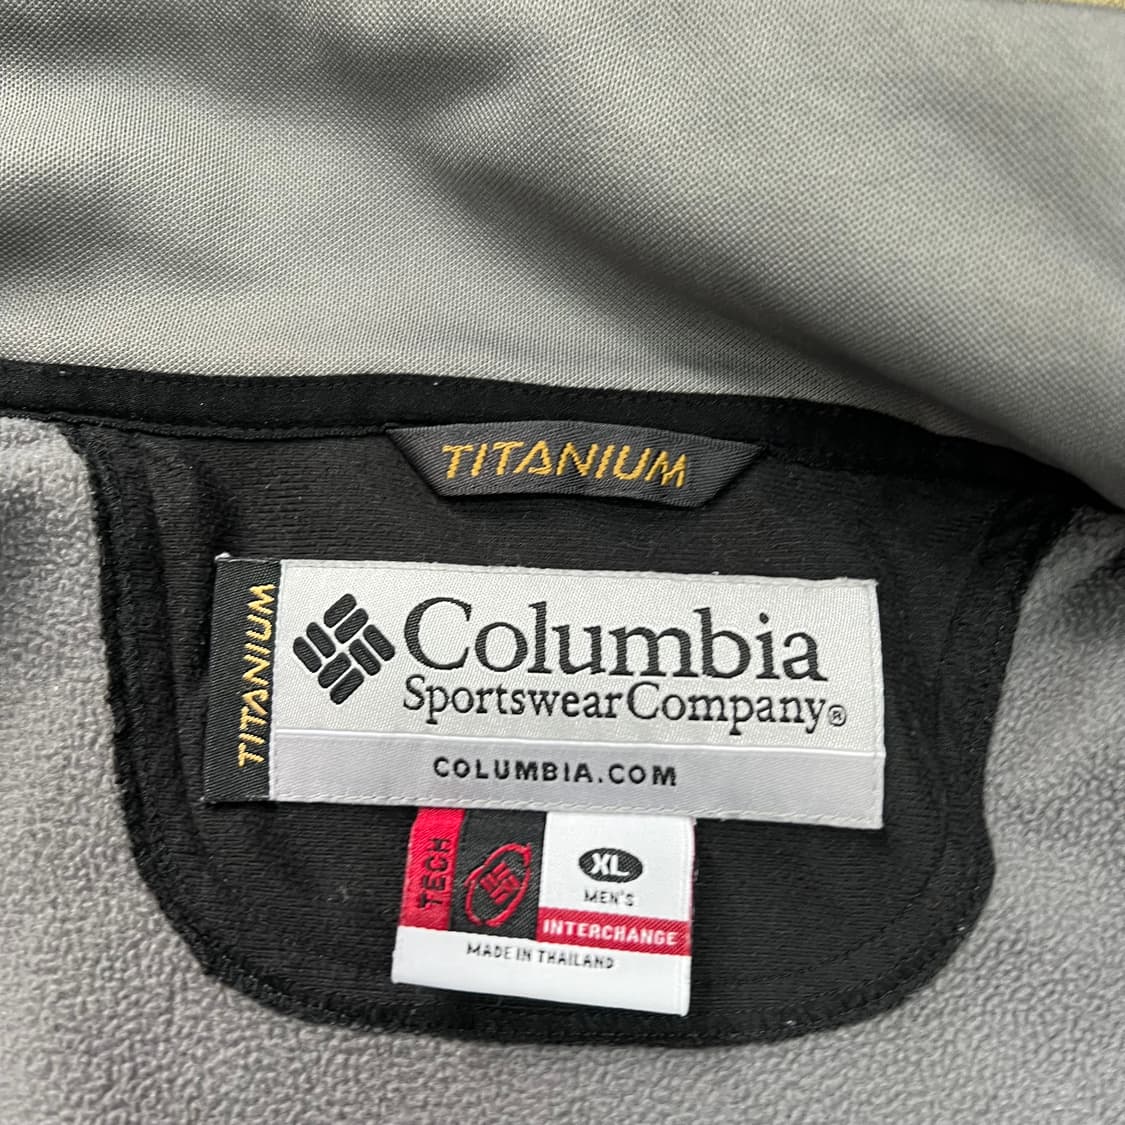 TITANIUM
TITANIUM
Columbia
Sportswear Company®
COLUMBIA.COM
TECH
XL
MEN'S
INTERCHANGE
MADE IN THAILAND